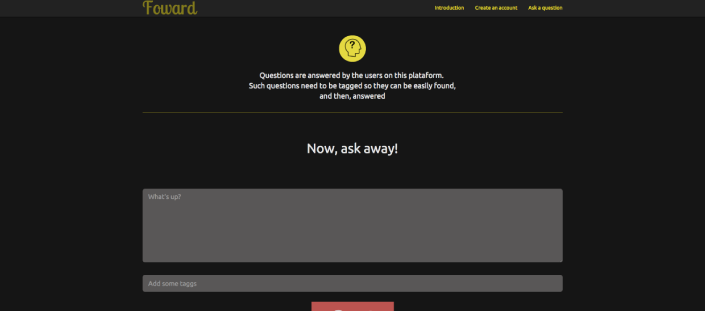 Foward
Introduction Create an account Ask a question
Questions are answered by the users on this plataform.
Such questions need to be tagged so they can be easily found,
and then, answered
Now, ask away!
What's up?
Add some taggs